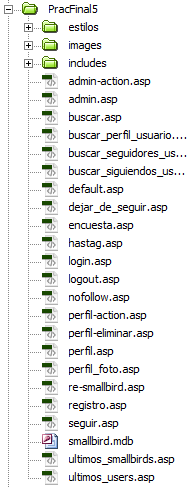 PracFinal5
estilos
images
includes
admin-action.asp
admin.asp
buscar.asp
buscar_perfil_usuario....
buscar_seguidores_us...
buscar_siguiendos_us...
default.asp
dejar_de_seguir.asp
encuesta.asp
hastag.asp
login.asp
logout.asp
nofollow.asp
perfil-action.asp
perfil-eliminar.asp
perfil.asp
perfil_foto.asp
re-smallbird.asp
registro.asp
seguir.asp
smallbird.mdb
ultimos_smallbirds.asp
ultimos_users.asp